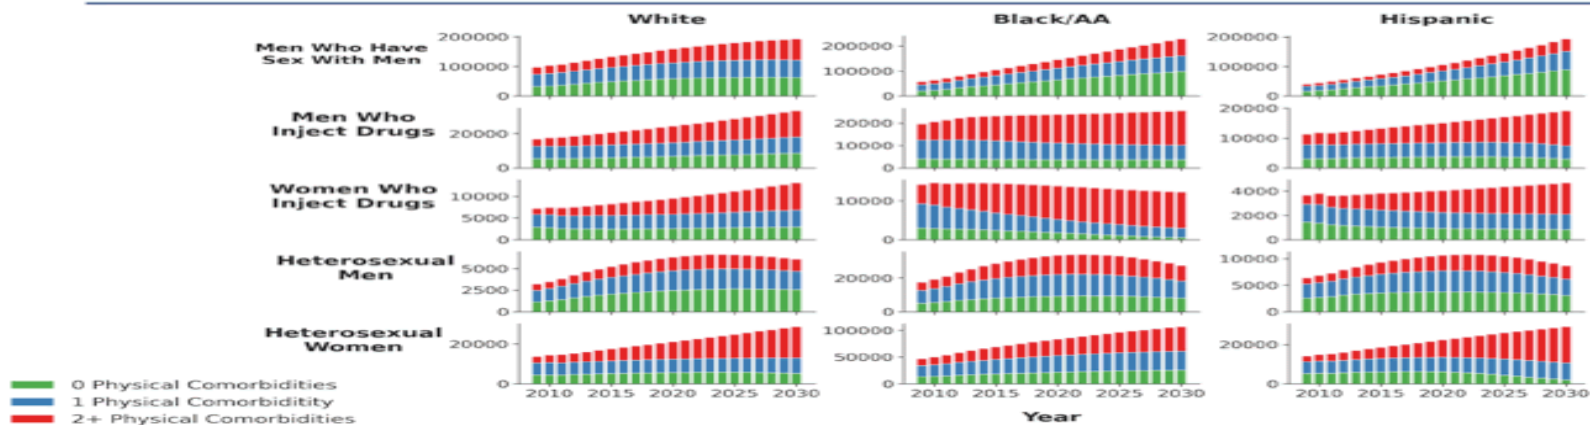 White Black/AA Hispanic
Men Who Have
Sex With Men
200000
100000
0
200000
100000
0
200000
100000
0
Men Who
Inject Drugs
20000
0
20000
10000
0
20000
10000
0
Women Who
Inject Drugs
10000
5000
0
10000
0
4000
2000
0
Heterosexual
Men
5000
2500
0
20000
0
10000
5000
0
Heterosexual
Women
20000
0
100000
50000
0
20000
0
2010 2015 2020 2025 2030
2010 2015 2020 2025 2030
2010 2015 2020 2025 2030
Year
0 Physical Comorbidities
1 Physical Comorbiditity
2+ Physical Comorbidities